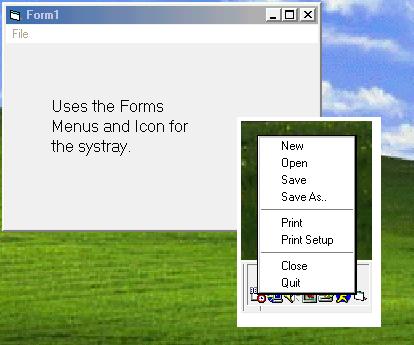 Form1
File
Uses the Forms
Menus and Icon for
the systray.
New
Open
Save
Save As..
Print
Print Setup
Close
Quit